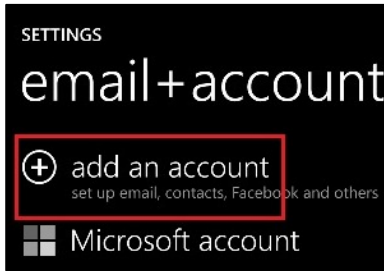 SETTINGS
email+account
add an account
set up email, contacts, Facebook and others
Microsoft account